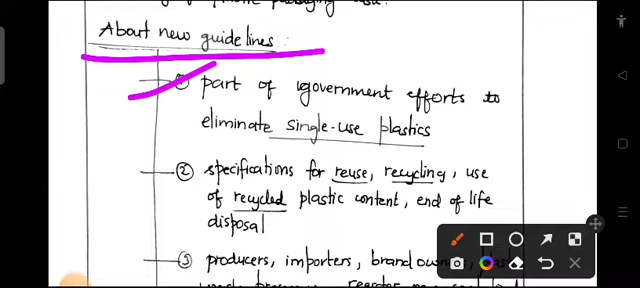 About new guidelines
① part of government efforts to
eliminate single-use plastics
② specifications for reuse, recycling, use
of recycled plastic content, end of life
disposal
③ producers, importers, brand